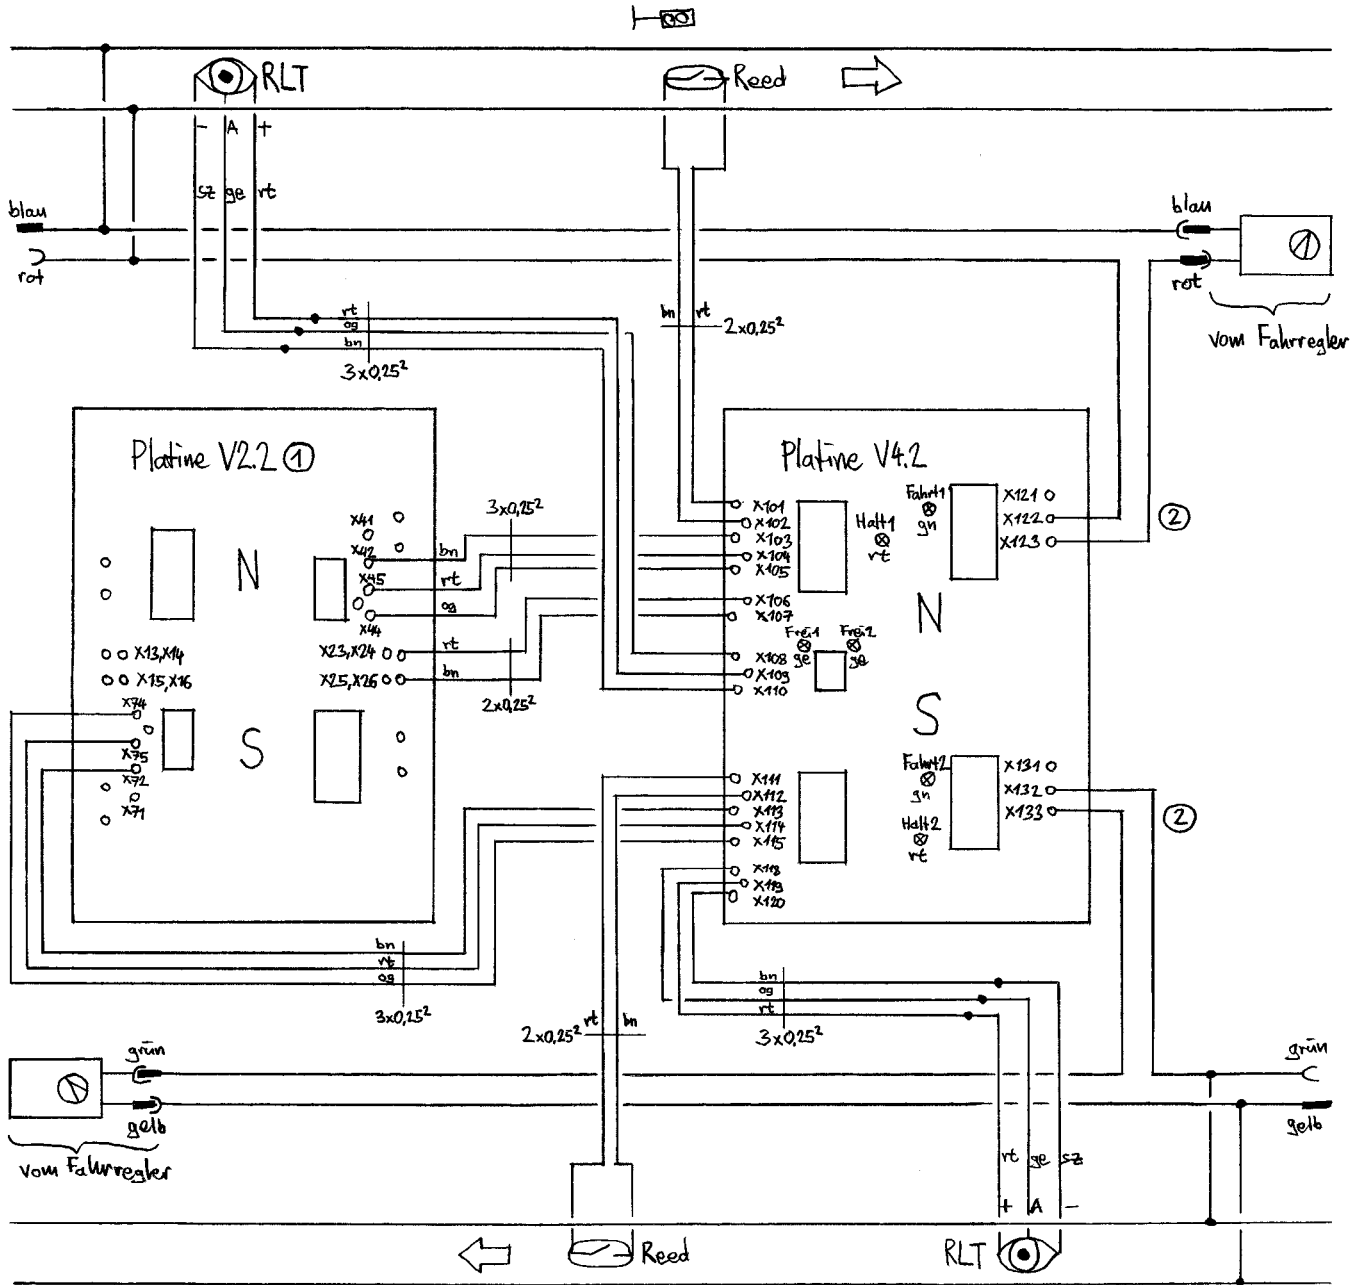 RLT
Reed
- A +
sz ge rt
blau
rot
blau
rot
vom Fahrregler
rt
og
bn
3x0,25²
bn rt
2x0,25²
Platine V2.2 ①
Platine V4.2
X41
X42
X45
X44
N
X13,X14
X15,X16
X23,X24
X25,X26
X74
X75
X72
X71
S
bn
rt
og
3x0,25²
rt
bn
2x0,25²
X101
X102
X103
X104
X105
X106
X107
X108
X109
X110
Halt1
rt
Fahrt1
gn
X121
X122
X123
②
N
Frei1
ge
Frei2
ge
S
X111
X112
X113
X114
X115
X118
X119
X120
Fahrt2
gn
Halt2
rt
X131
X132
X133
②
bn
rt
og
3x0,25²
2x0,25²
rt bn
bn
og
rt
3x0,25²
grün
gelb
vom Fahrregler
grün
gelb
rt ge sz
+ A -
Reed
RLT